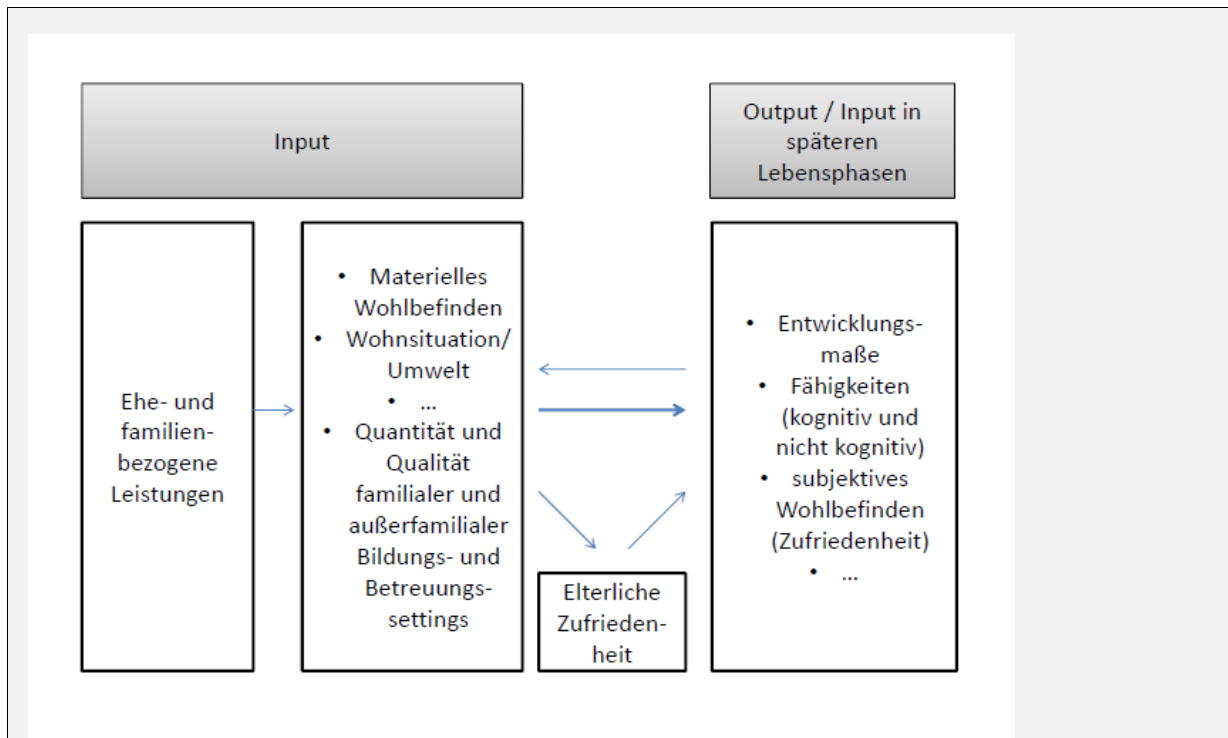 Input
Output / Input in
späteren
Lebensphasen
Ehe- und
familien-
bezogene
Leistungen
• Materielles
Wohlbefinden
• Wohnsituation/
Umwelt
• ...
• Quantität und
Qualität
familialer und
außerfamilialer
Bildungs- und
Betreuungs-
settings
Elterliche
Zufrieden-
heit
• Entwicklungs-
maße
• Fähigkeiten
(kognitiv und
nicht kognitiv)
• subjektives
Wohlbefinden
(Zufriedenheit)
• ...